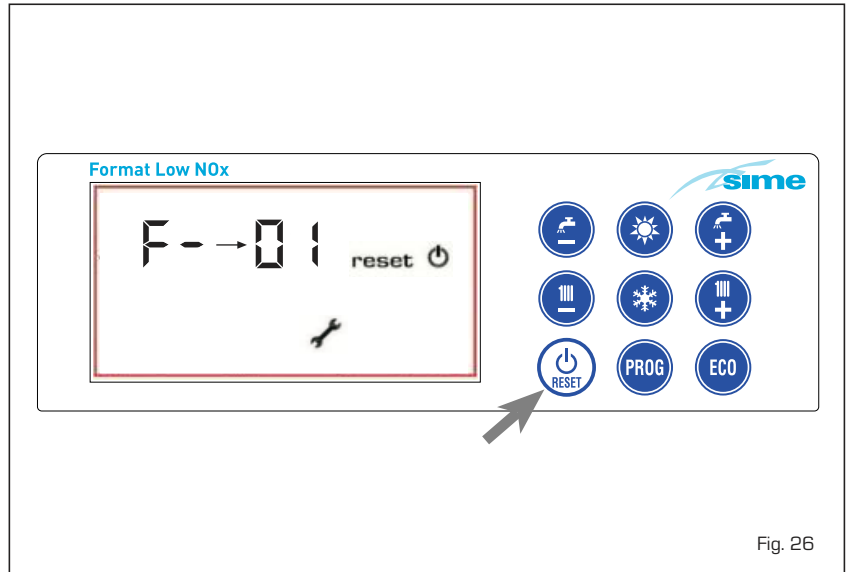 Format Low NOx
sime
F-→01 reset
RESET
PROG
ECO
Fig. 26